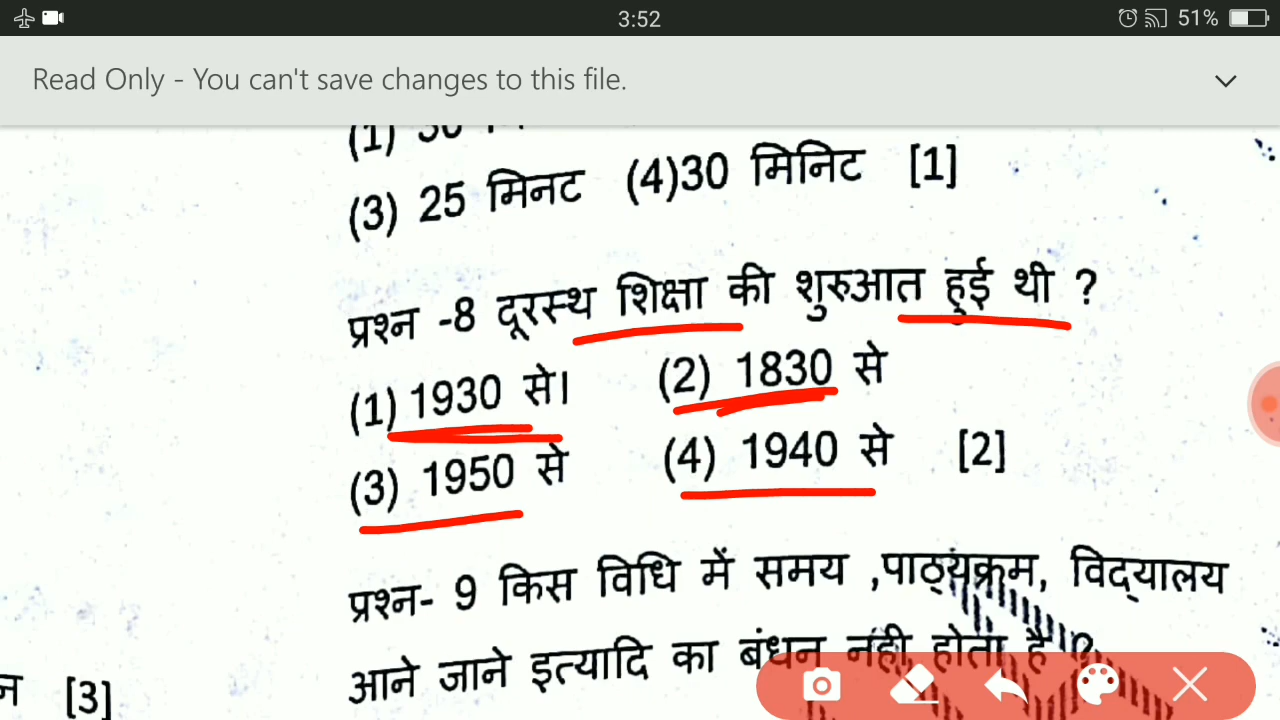 3:52
51%
Read Only - You can't save changes to this file.
(1)
(3) 25 मिनट (4)30 मिनिट [1]
प्रश्न -8 दूरस्थ शिक्षा की शुरुआत हुई थी ?
(1) 1930 से। (2) 1830 से
(3) 1950 से (4) 1940 से [2]
प्रश्न- 9 किस विधि में समय ,पाठ्यक्रम, विद्यालय
आने जाने इत्यादि का बंधन नही होता है ?
[3]